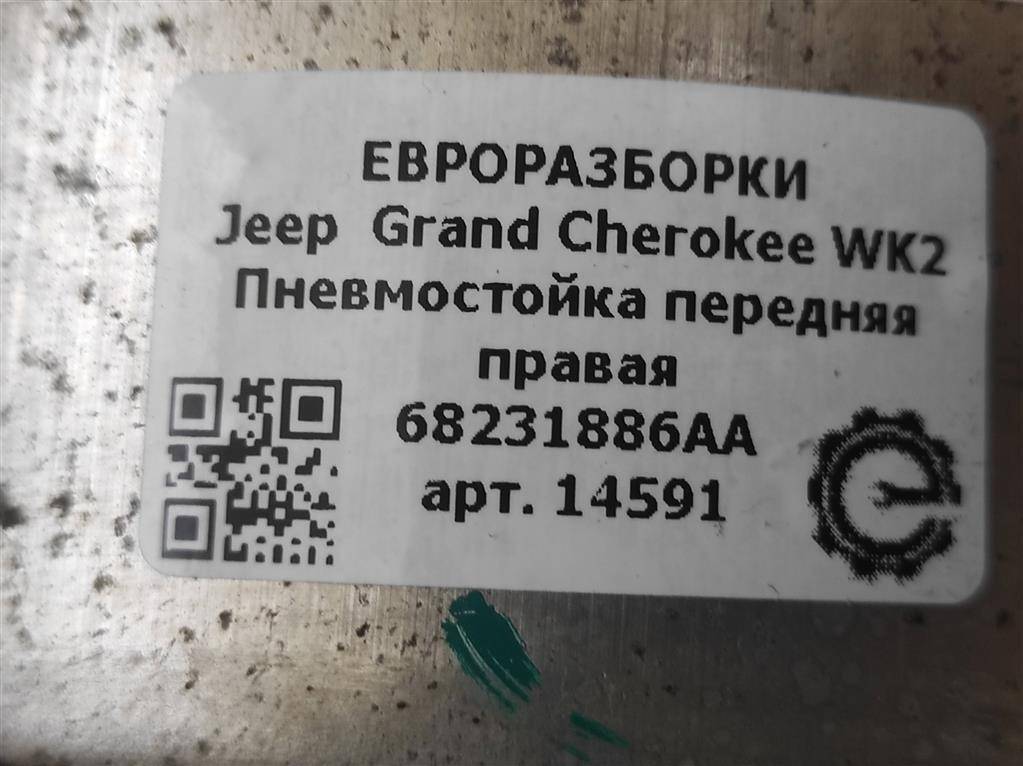 ЕВРОРАЗБОРКИ
Jeep Grand Cherokee WK2
Пневмостойка передняя
правая
68231886AA
арт. 14591